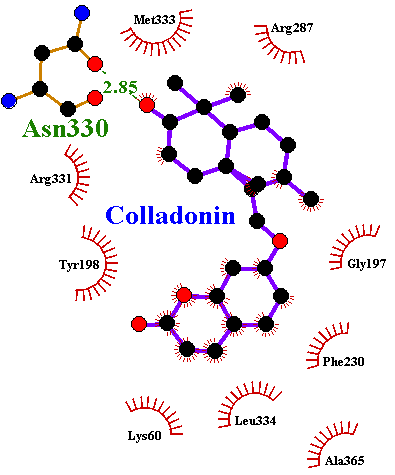 Met333
Arg287
2.85
Asn330
Arg331
Colladonin
Tyr198
Gly197
Phe230
Leu334
Lys60
Ala365